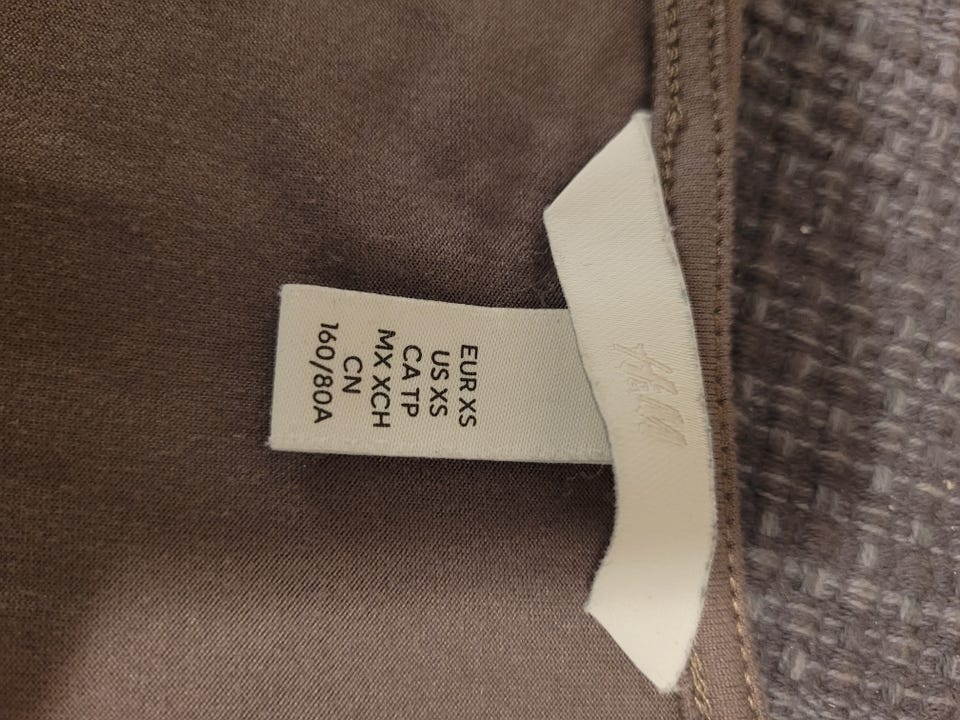 H&M
EUR XS
US XS
CA TP
MX XCH
CN
160/80A